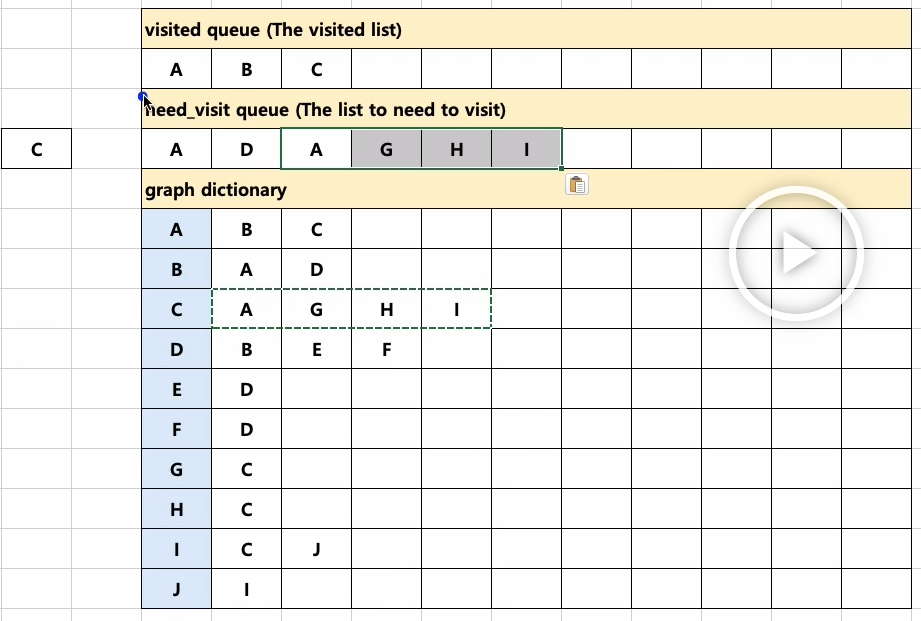 visited queue (The visited list)
A B C
need_visit queue (The list to need to visit)
C A D A G H I
graph dictionary
A B C
B A D
C A G H I
D B E F
E D
F D
G C
H C
I C J
J I